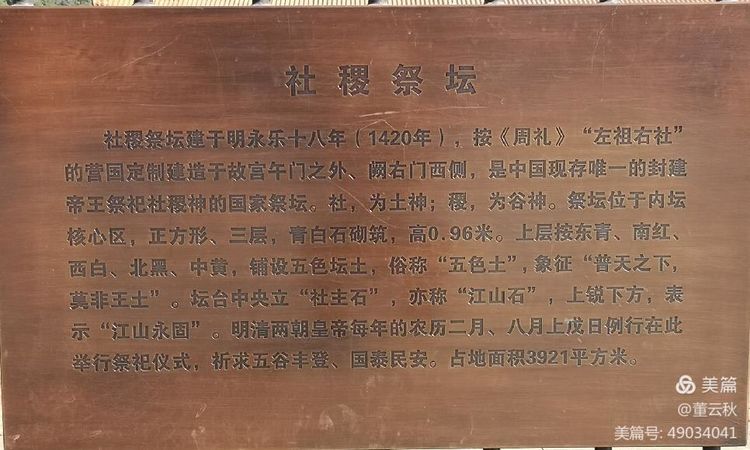 社稷祭坛
社稷祭坛建于明永乐十八年（1420年），按《周礼》“左祖右社”
的营国定制建造于故宫午门之外、阙右门西侧，是中国现存唯一的封建
帝王祭祀社稷神的国家祭坛。社，为土神；稷，为谷神。祭坛位于内坛
核心区，正方形、三层，青白石砌筑，高0.96米。上层按东青、南红、
西白、北黑、中黄，铺设五色坛土，俗称“五色土”，象征“普天之下，
莫非王土”。坛台中央立“社主石”，亦称“江山石”，上锐下方，表
示“江山永固”。明清两朝皇帝每年的农历二月、八月上戊日例行在此
举行祭祀仪式，祈求五谷丰登、国泰民安。占地面积3921平方米。
美篇
@董云秋
美篇号: 49034041